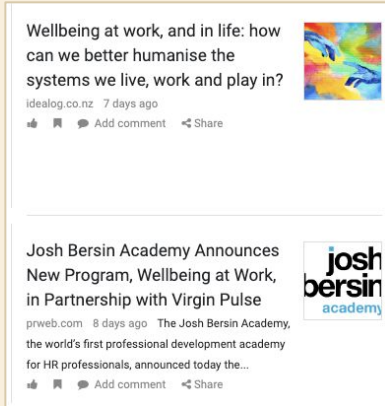 Wellbeing at work, and in life: how
can we better humanise the
systems we live, work and play in?
idealog.co.nz 7 days ago
Add comment Share
Josh Bersin Academy Announces
New Program, Wellbeing at Work,
in Partnership with Virgin Pulse
prweb.com 8 days ago The Josh Bersin Academy,
the world's first professional development academy
for HR professionals, announced today the...
Add comment Share
josh
bersin
academy